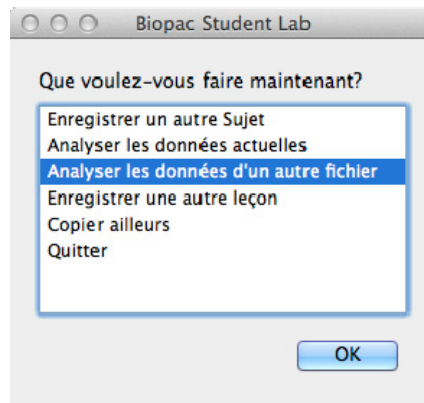 Biopac Student Lab
Que voulez-vous faire maintenant?
Enregistrer un autre Sujet
Analyser les données actuelles
Analyser les données d'un autre fichier
Enregistrer une autre leçon
Copier ailleurs
Quitter
OK